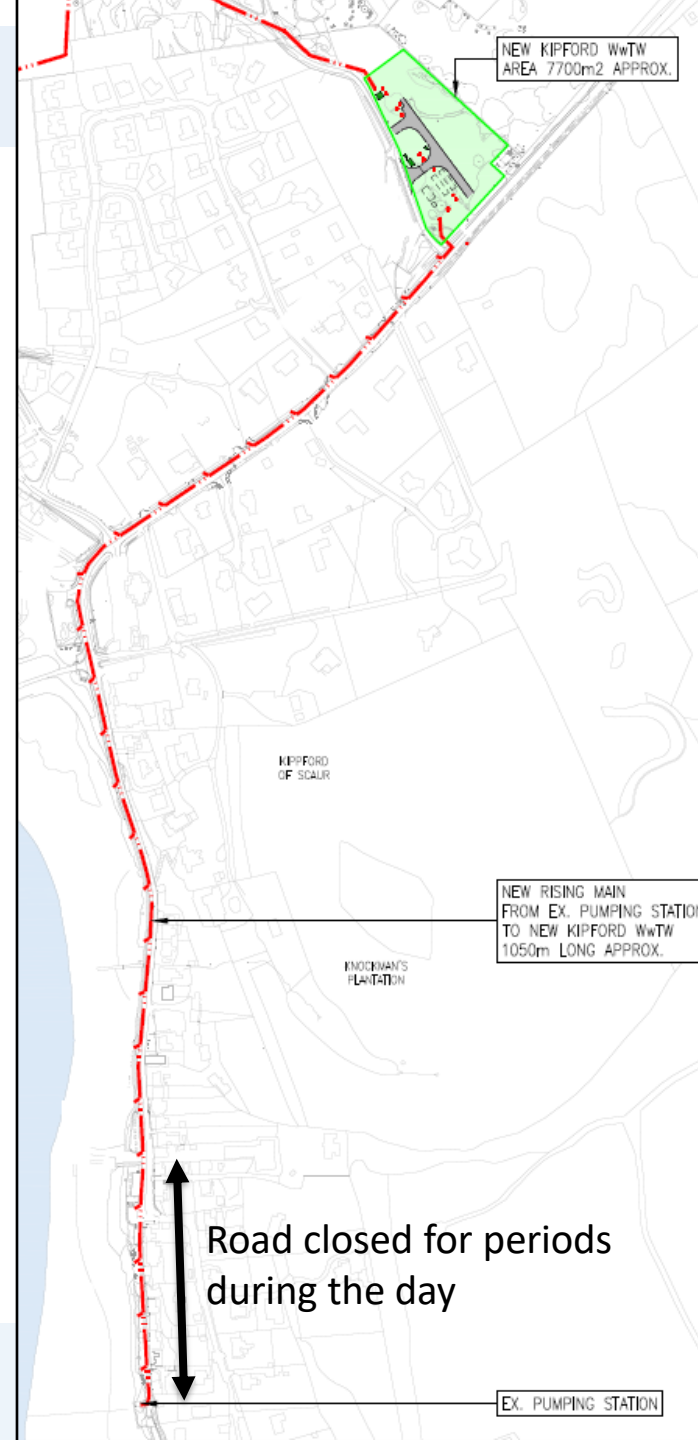 NEW KIPFORD WwTW
AREA 7700m2 APPROX.
KIPPFORD
OF SCAUR
NEW RISING MAIN
FROM EX. PUMPING STATION
TO NEW KIPFORD WwTW
1050m LONG APPROX.
KNOCKMAN'S
PLANTATION
Road closed for periods
during the day
EX. PUMPING STATION